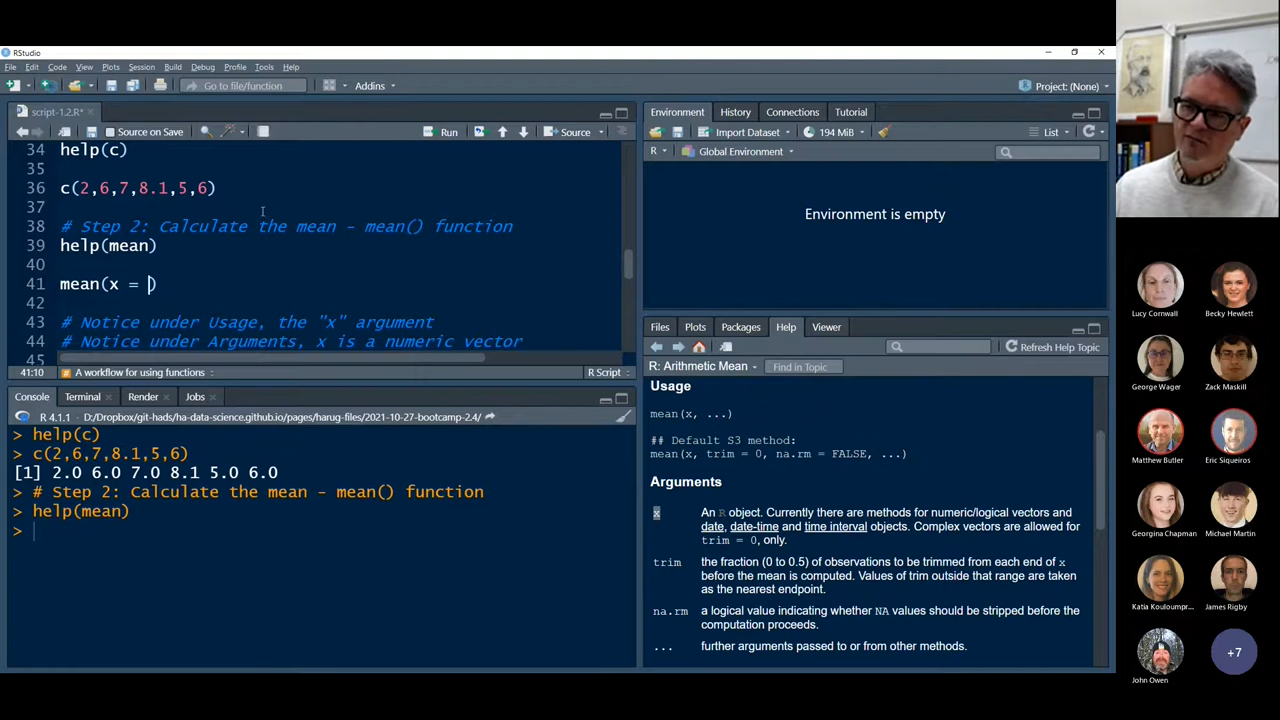 RStudio
File Edit Code View Plots Session Build Debug Profile Tools Help
Go to file/function
Addins
Project: (None)
script-1.2.R*
Source on Save
Run
Source
34 help(c)
35
36 c(2,6,7,8.1,5,6)
37
38 # Step 2: Calculate the mean - mean() function
39 help(mean)
40
41 mean(x = )
42
43 # Notice under Usage, the "x" argument
44 # Notice under Arguments, x is a numeric vector
45
41:10 # A workflow for using functions R Script
Console Terminal Render Jobs
R 4.1.1 · D:/Dropbox/git-hads/ha-data-science.github.io/pages/harug-files/2021-10-27-bootcamp-2.4/
> help(c)
> c(2,6,7,8.1,5,6)
[1] 2.0 6.0 7.0 8.1 5.0 6.0
> # Step 2: Calculate the mean - mean() function
> help(mean)
>
Environment History Connections Tutorial
Import Dataset 194 MiB List
R Global Environment
Environment is empty
Files Plots Packages Help Viewer
Refresh Help Topic
R: Arithmetic Mean Find in Topic
Usage
mean(x, ...)
## Default S3 method:
mean(x, trim = 0, na.rm = FALSE, ...)
Arguments
x An R object. Currently there are methods for numeric/logical vectors and
date, date-time and time interval objects. Complex vectors are allowed for
trim = 0, only.
trim the fraction (0 to 0.5) of observations to be trimmed from each end of x
before the mean is computed. Values of trim outside that range are taken
as the nearest endpoint.
na.rm a logical value indicating whether NA values should be stripped before the
computation proceeds.
... further arguments passed to or from other methods.
Lucy Cornwall Becky Hewlett
George Wager Zack Maskill
Matthew Butler Eric Siqueiros
Georgina Chapman Michael Martin
Katia Kouloumpr... James Rigby
John Owen +7